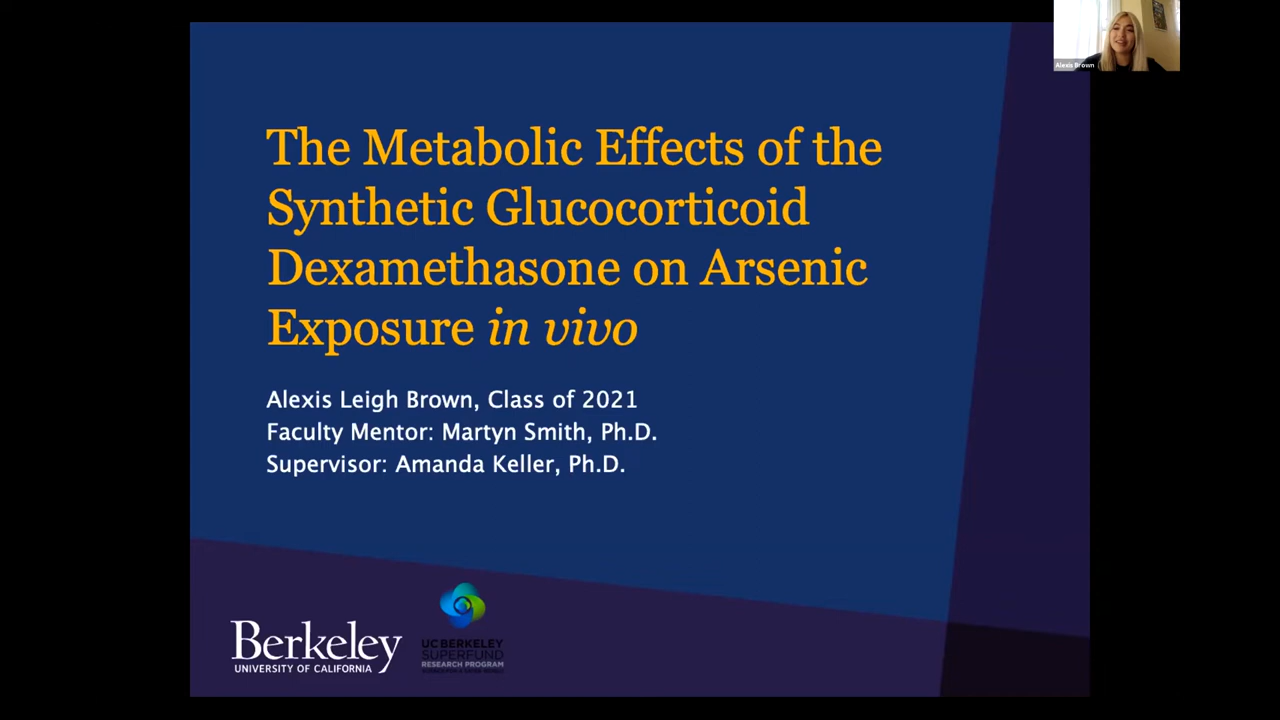 Alexis Brown
The Metabolic Effects of the
Synthetic Glucocorticoid
Dexamethasone on Arsenic
Exposure in vivo
Alexis Leigh Brown, Class of 2021
Faculty Mentor: Martyn Smith, Ph.D.
Supervisor: Amanda Keller, Ph.D.
Berkeley
UNIVERSITY OF CALIFORNIA
UC BERKELEY
SUPERFUND
RESEARCH PROGRAM